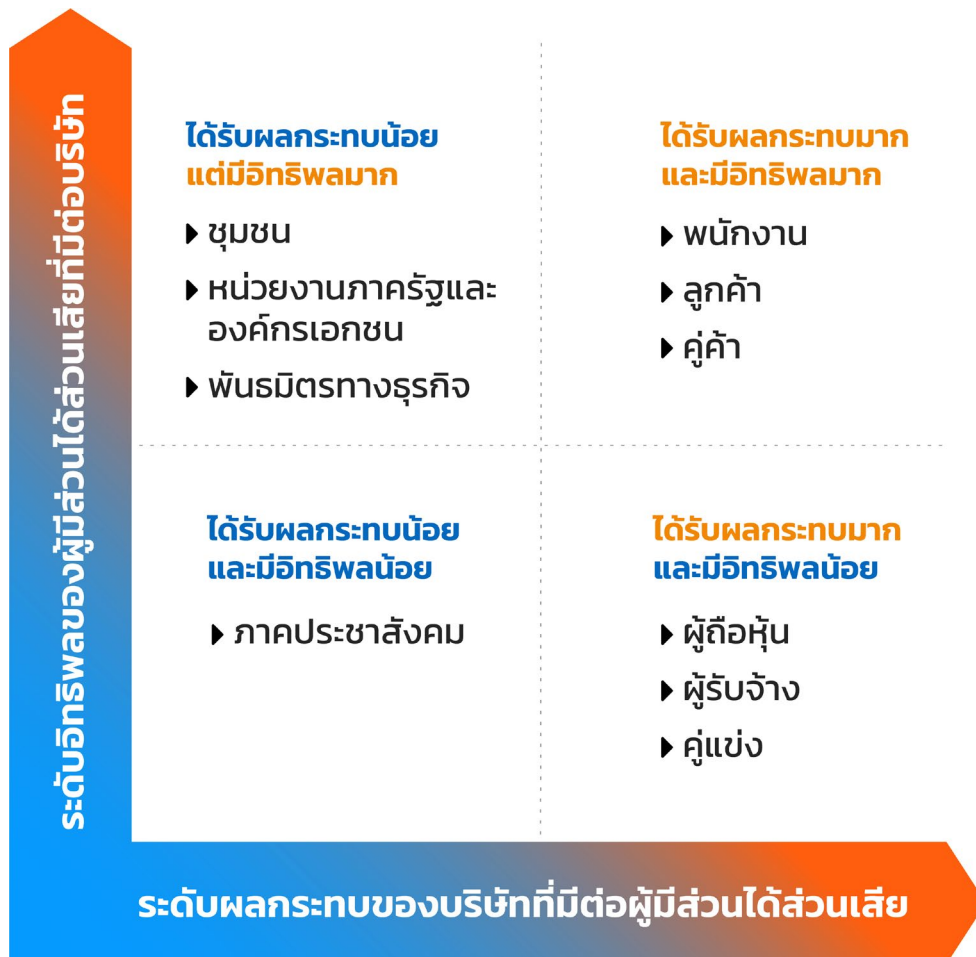 ระดับอิทธิพลของผู้มีส่วนได้ส่วนเสียที่มีต่อบริษัท
ได้รับผลกระทบน้อย
แต่มีอิทธิพลมาก
ชุมชน
หน่วยงานภาครัฐและ
องค์กรเอกชน
พันธมิตรทางธุรกิจ
ได้รับผลกระทบมาก
และมีอิทธิพลมาก
พนักงาน
ลูกค้า
คู่ค้า
ได้รับผลกระทบน้อย
และมีอิทธิพลน้อย
ภาคประชาสังคม
ได้รับผลกระทบมาก
และมีอิทธิพลน้อย
ผู้ถือหุ้น
ผู้รับจ้าง
คู่แข่ง
ระดับผลกระทบของบริษัทที่มีต่อผู้มีส่วนได้ส่วนเสีย